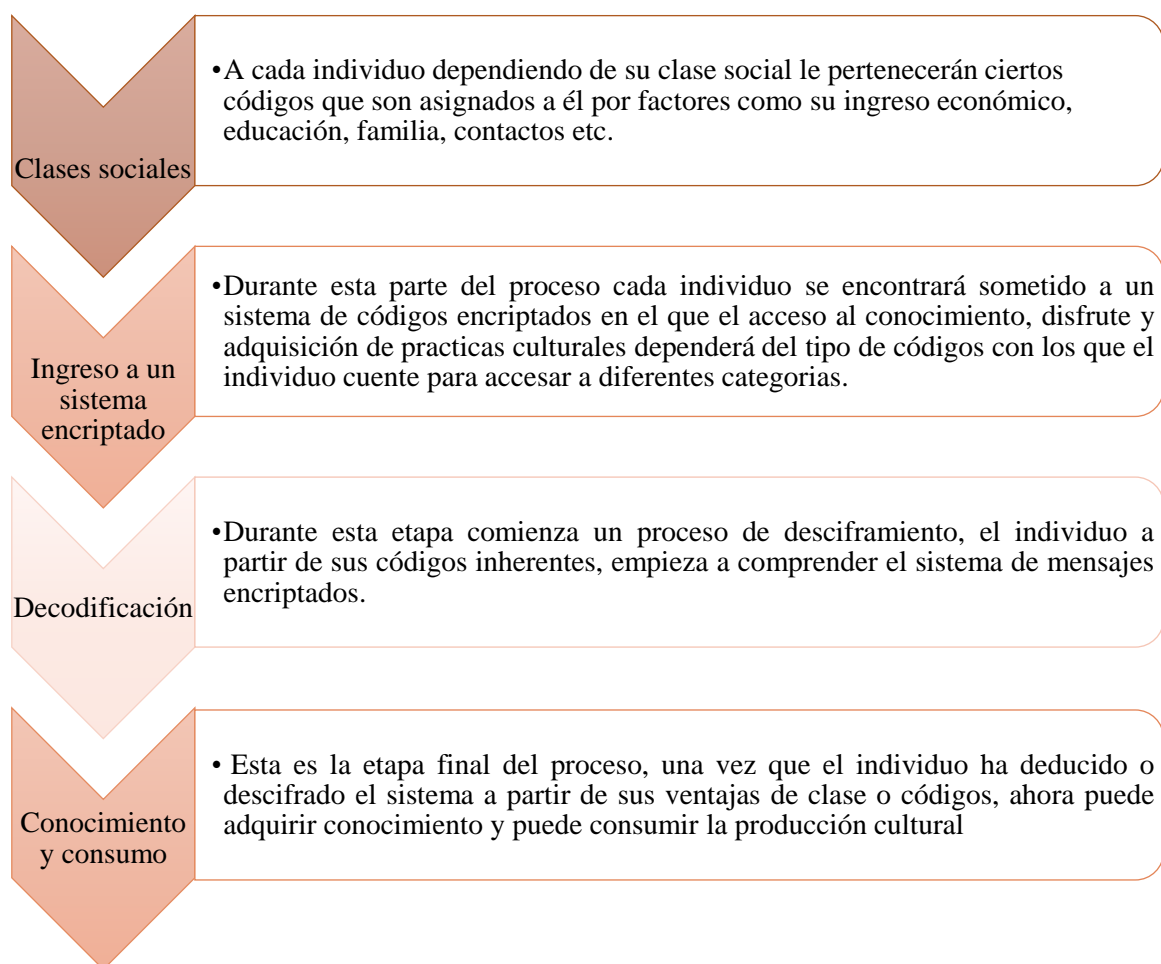 Clases sociales
•A cada individuo dependiendo de su clase social le pertenecerán ciertos
códigos que son asignados a él por factores como su ingreso económico,
educación, familia, contactos etc.
Ingreso a un
sistema
encriptado
•Durante esta parte del proceso cada individuo se encontrará sometido a un
sistema de códigos encriptados en el que el acceso al conocimiento, disfrute y
adquisición de practicas culturales dependerá del tipo de códigos con los que el
individuo cuente para accesar a diferentes categorias.
Decodificación
•Durante esta etapa comienza un proceso de desciframiento, el individuo a
partir de sus códigos inherentes, empieza a comprender el sistema de mensajes
encriptados.
Conocimiento
y consumo
• Esta es la etapa final del proceso, una vez que el individuo ha deducido o
descifrado el sistema a partir de sus ventajas de clase o códigos, ahora puede
adquirir conocimiento y puede consumir la producción cultural